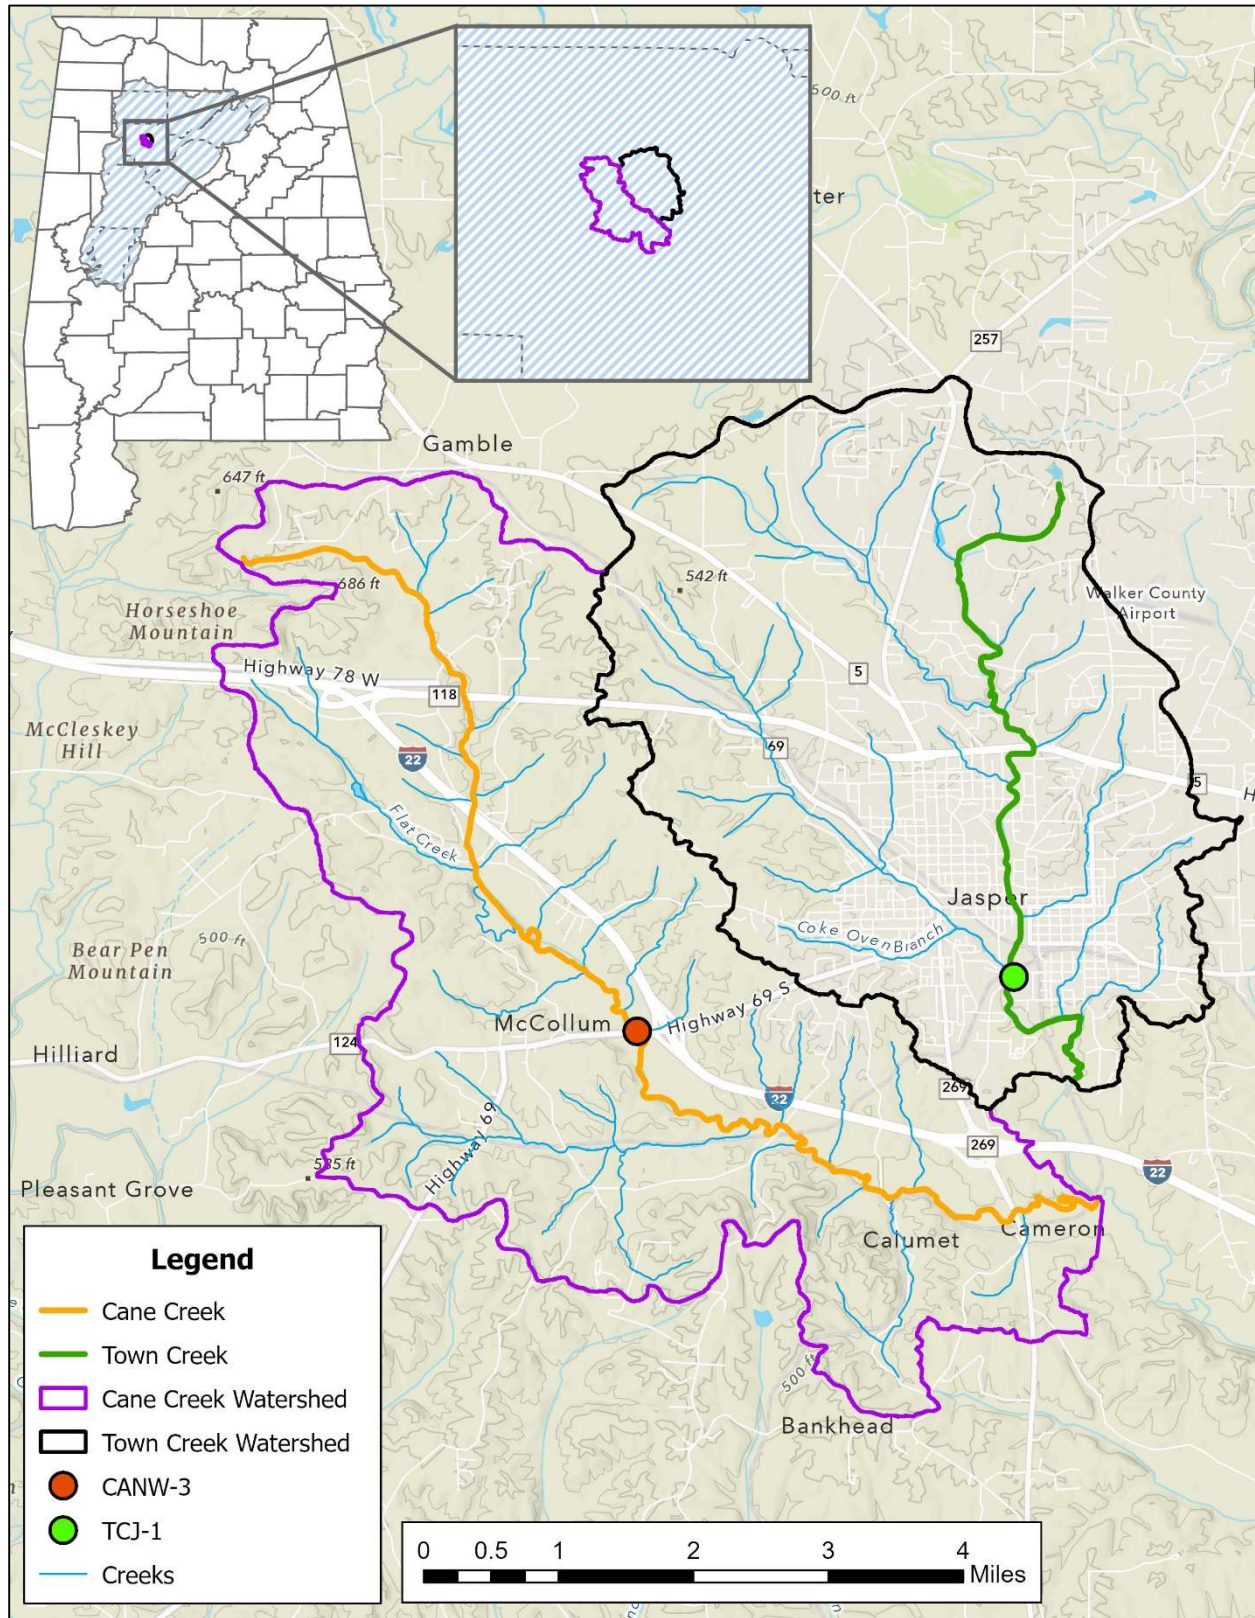 500 ft
ter
257
Gamble
647 ft
686 ft
542 ft
Horseshoe
Mountain
Walker County
Airport
Highway 78 W
118
5
McCleskey
Hill
22
69
5
H
Flat Creek
Jasper
Coke Oven Branch
Bear Pen
Mountain
500 ft
McCollum
Highway 69 S
Hilliard
124
22
269
269
22
Highway 69
585 ft
Pleasant Grove
Calumet
Cameron
500 ft
Bankhead
Legend
Cane Creek
Town Creek
Cane Creek Watershed
Town Creek Watershed
CANW-3
TCJ-1
Creeks
0 0.5 1 2 3 4
Miles